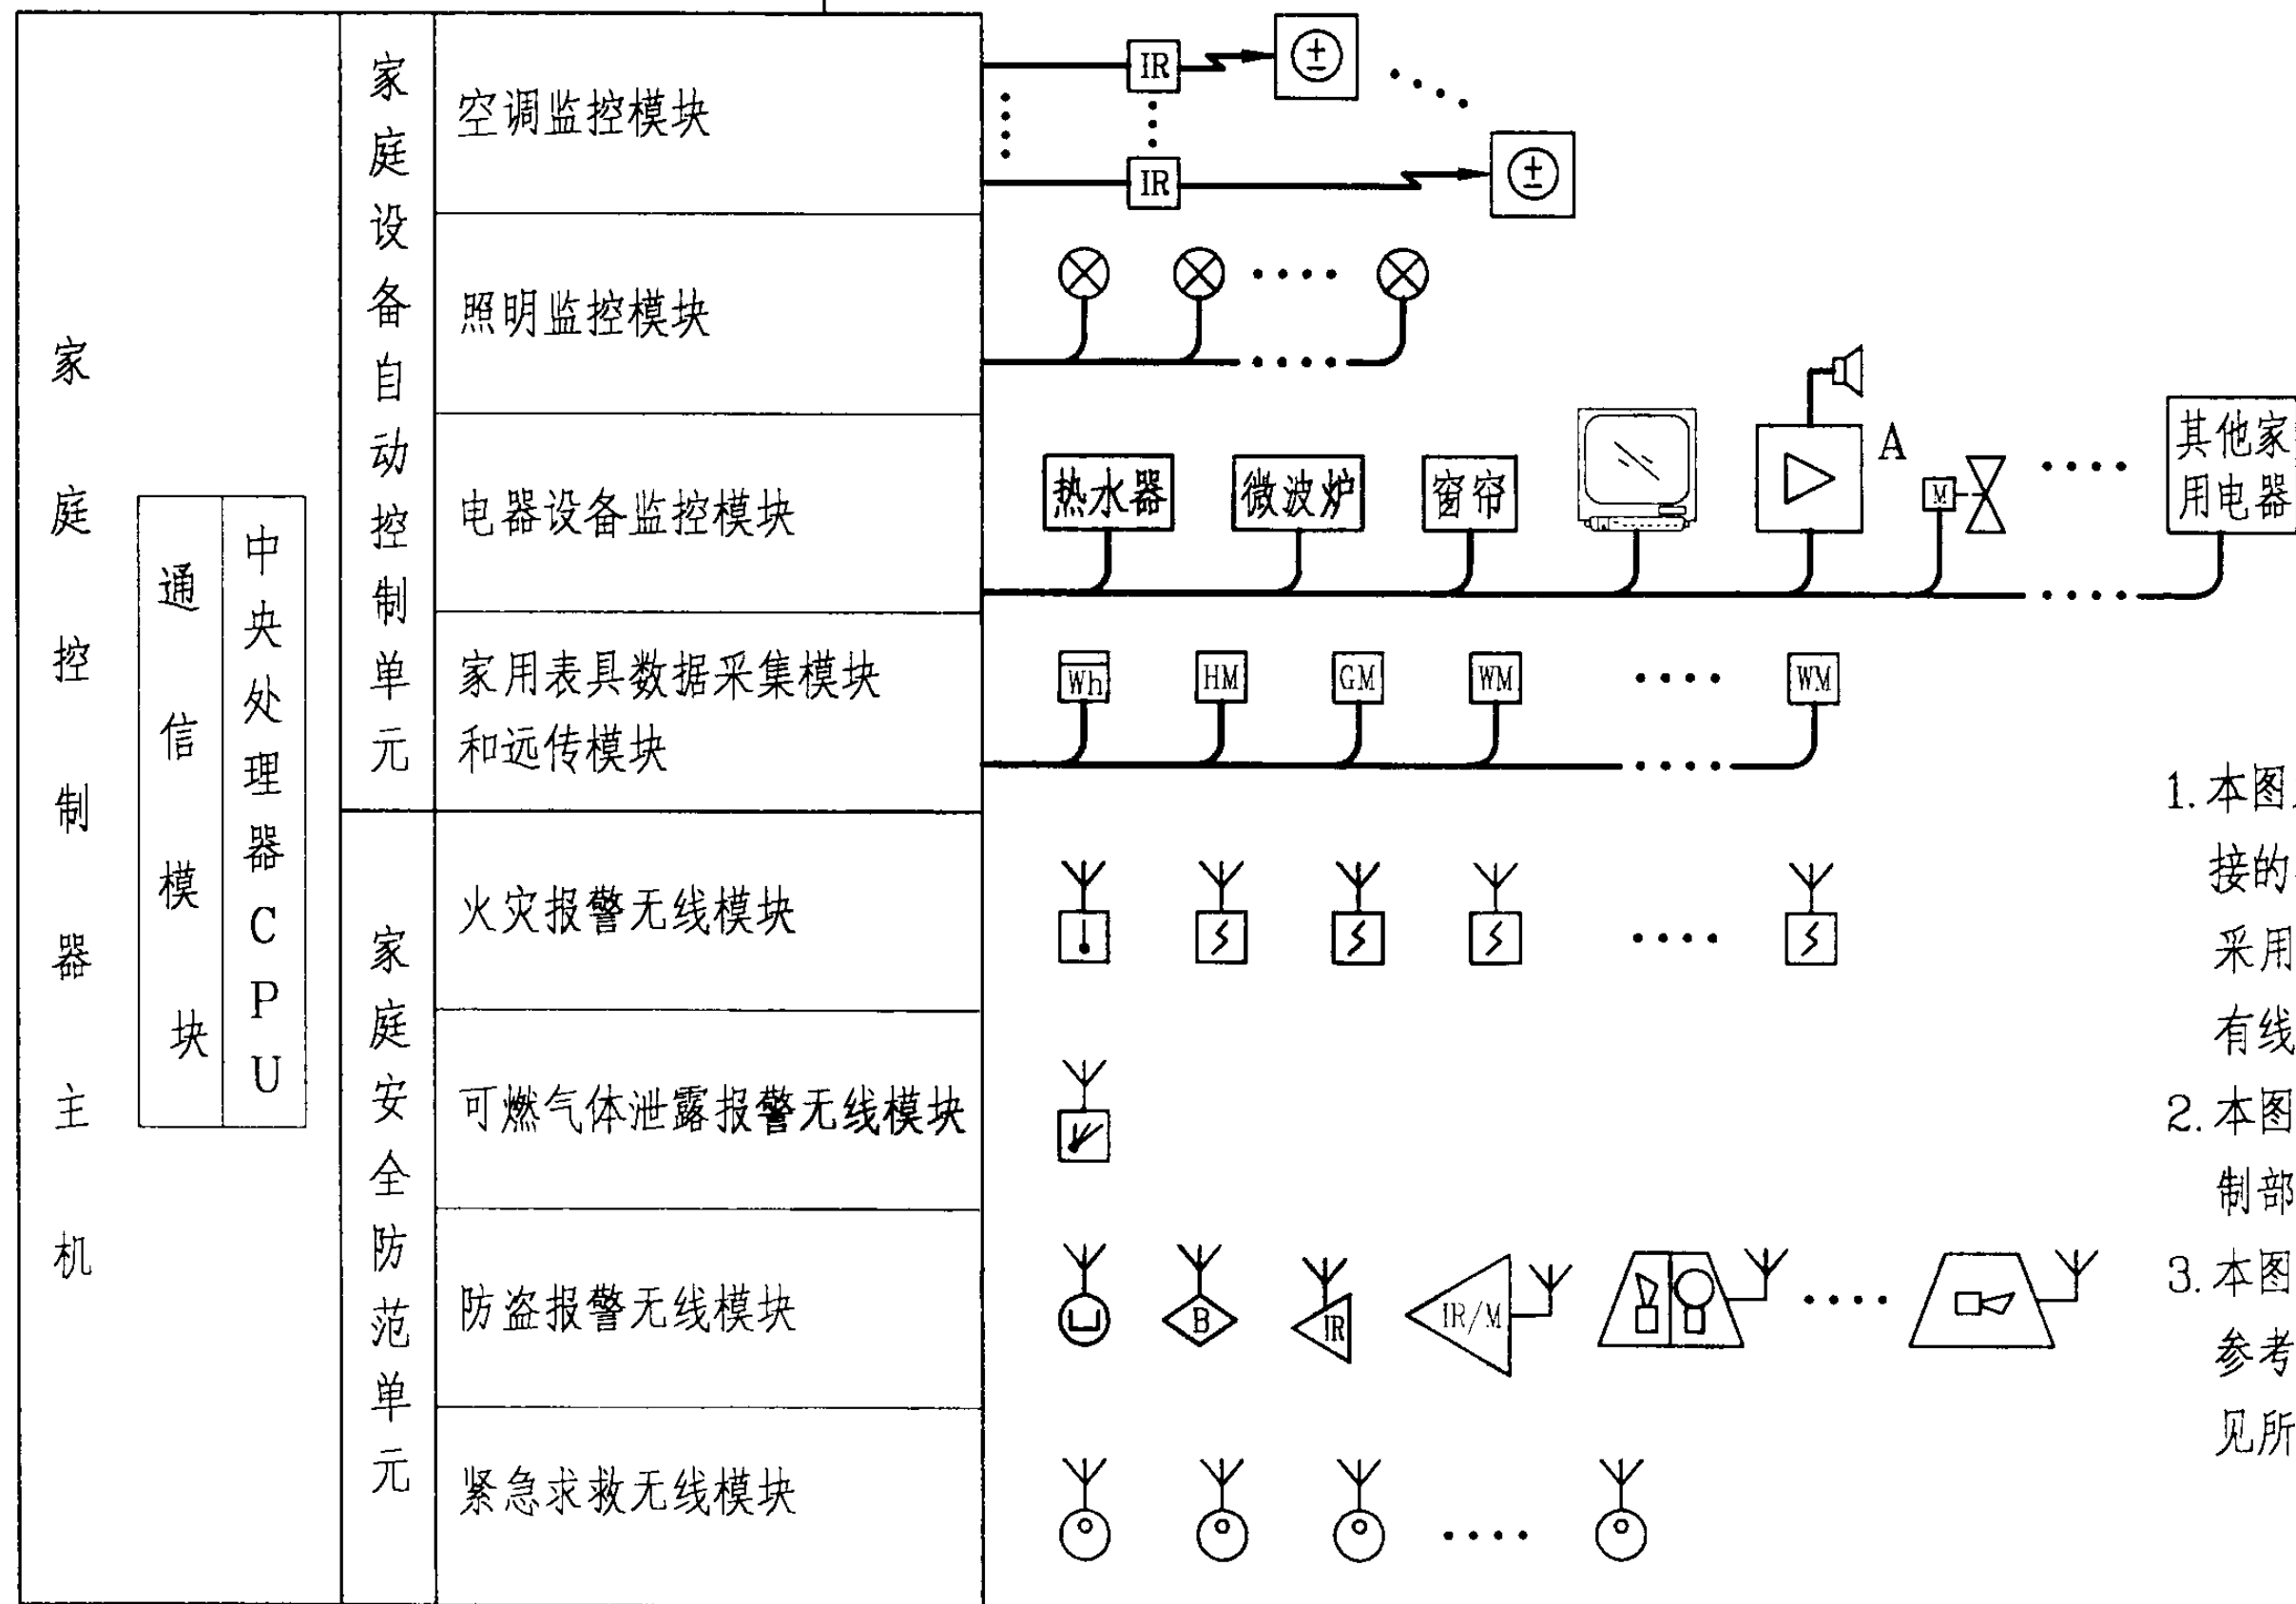 家庭控制器主机
通信模块
中央处理器CPU
家庭设备自动控制单元
空调监控模块
IR
±
IR
±
照明监控模块
电器设备监控模块
热水器
微波炉
窗帘
A
M
其他家
用电器
家用表具数据采集模块
和远传模块
Wh
HM
GM
WM
WM
家庭安全防范单元
火灾报警无线模块
可燃气体泄露报警无线模块
防盗报警无线模块
B
IR
IR/M
紧急求救无线模块
1.本图
接的
采用
有线
2.本图
制部
3.本图
参考
见所